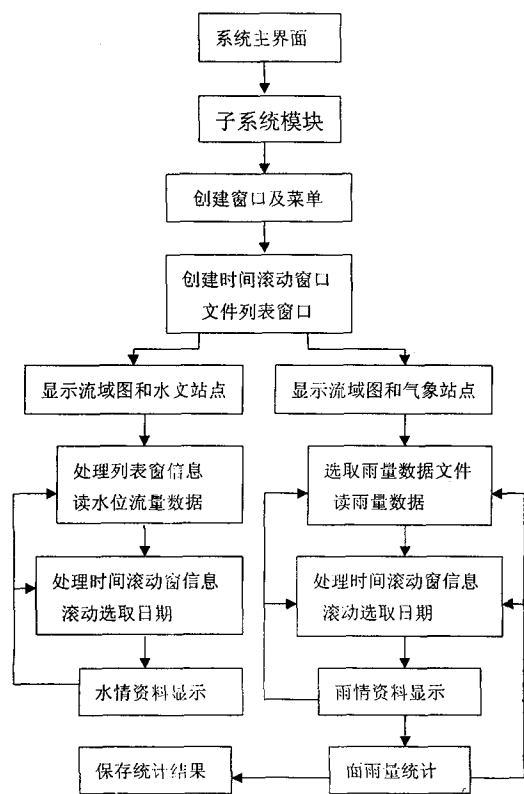 系统主界面
子系统模块
创建窗口及菜单
创建时间滚动窗口
文件列表窗口
显示流域图和水文站点
显示流域图和气象站点
处理列表窗信息
读水位流量数据
选取雨量数据文件
读雨量数据
处理时间滚动窗信息
滚动选取日期
处理时间滚动窗信息
滚动选取日期
水情资料显示
雨情资料显示
保存统计结果
面雨量统计